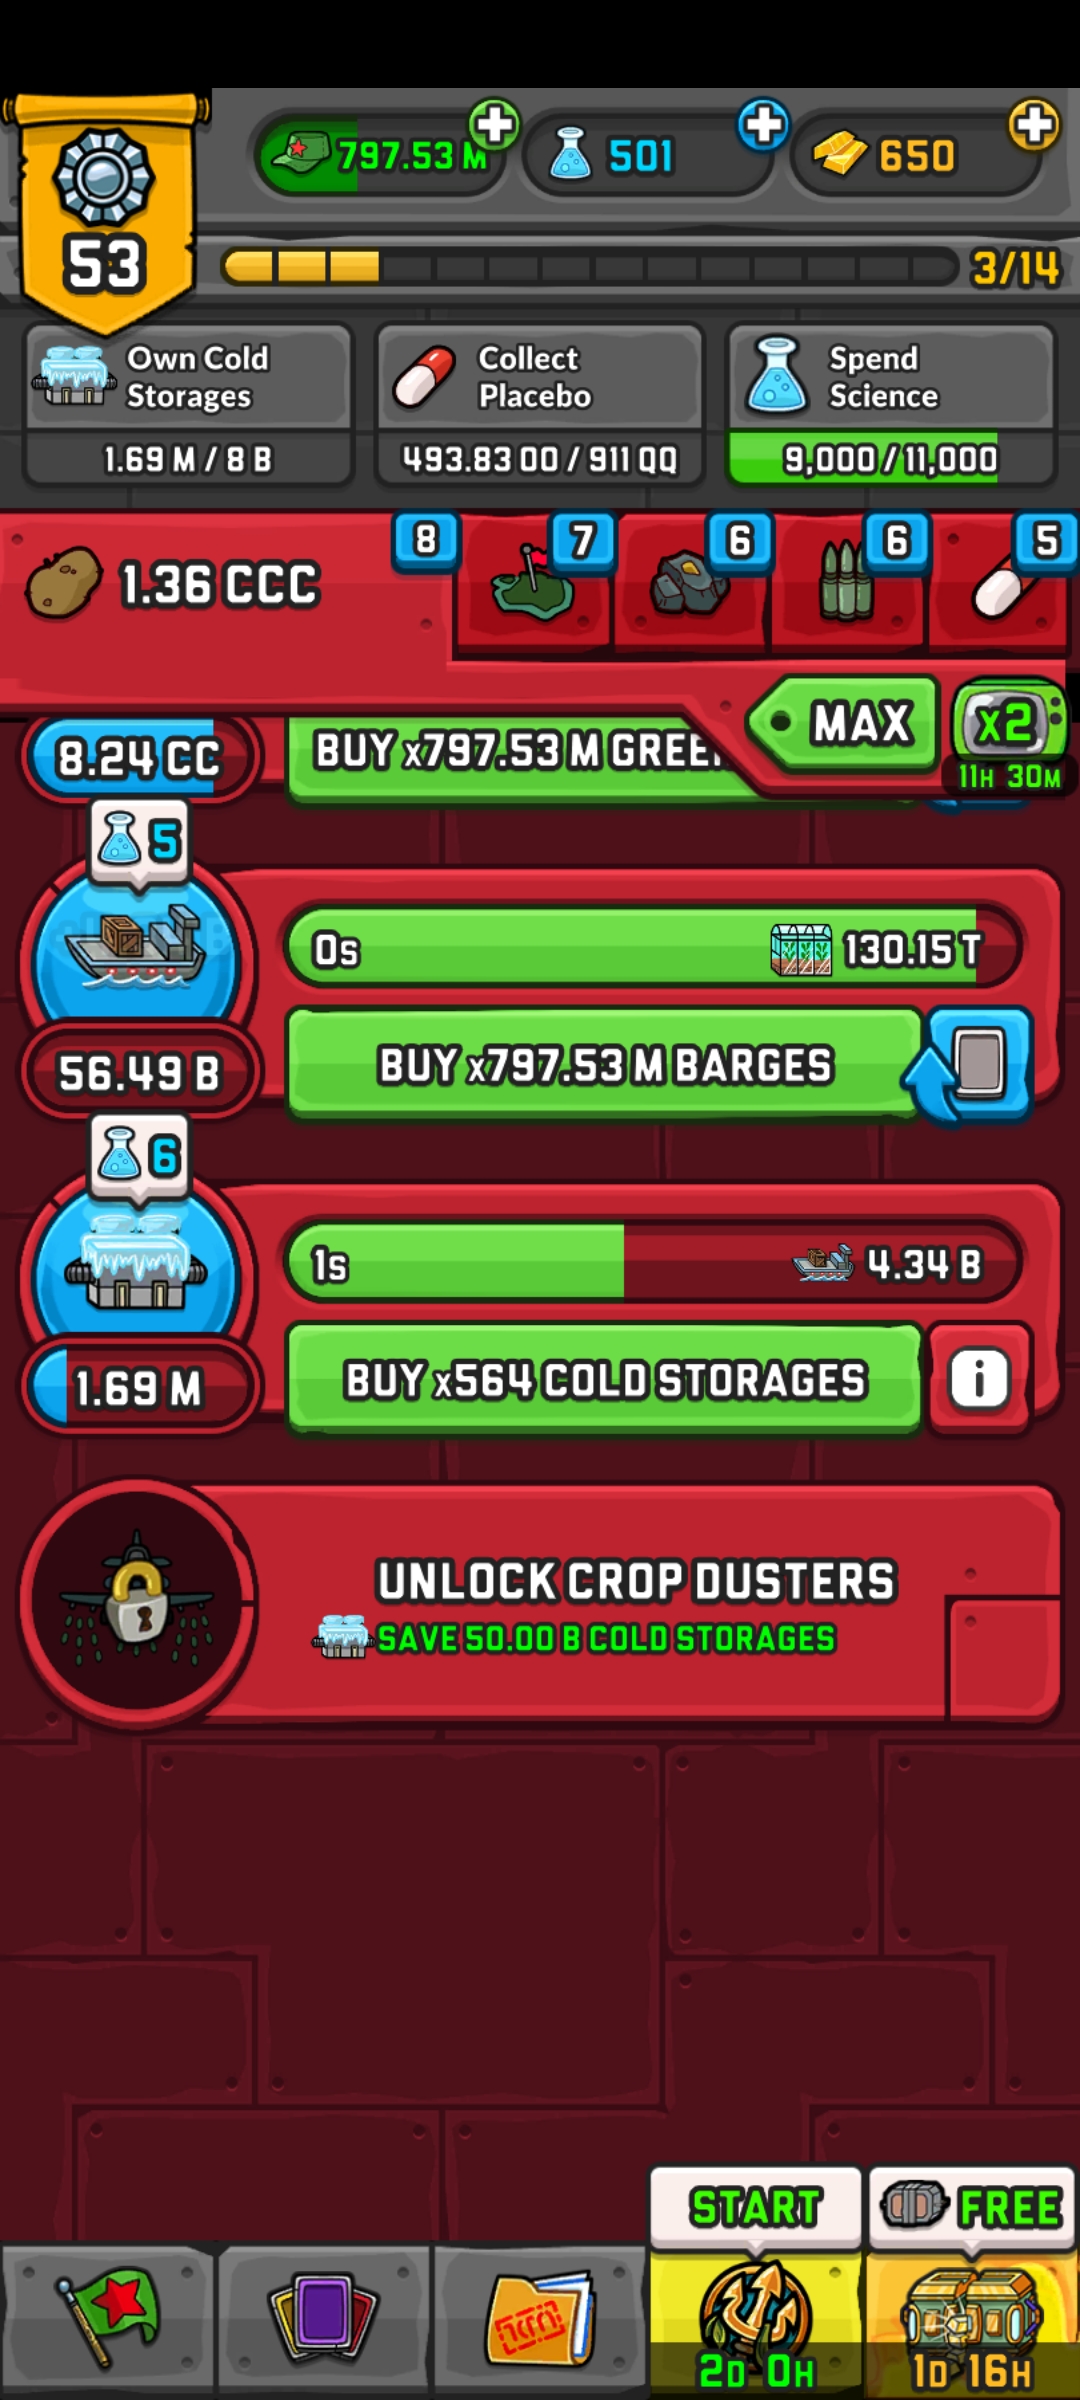 797.53 M
501
650
53
3/14
Own Cold
Storages
1.69 M / 8 B
Collect
Placebo
493.83 OO / 911 QQ
Spend
Science
9,000 / 11,000
1.36 CCC
8
7
6
6
5
MAX
X2
11H 30M
8.24 CC
BUY x797.53 M GREE
5
0s
130.15 T
56.49 B
BUY x797.53 M BARGES
6
1s
4.34 B
1.69 M
BUY x564 COLD STORAGES
i
UNLOCK CROP DUSTERS
SAVE 50.00 B COLD STORAGES
START
FREE
2D 0H
1D 16H